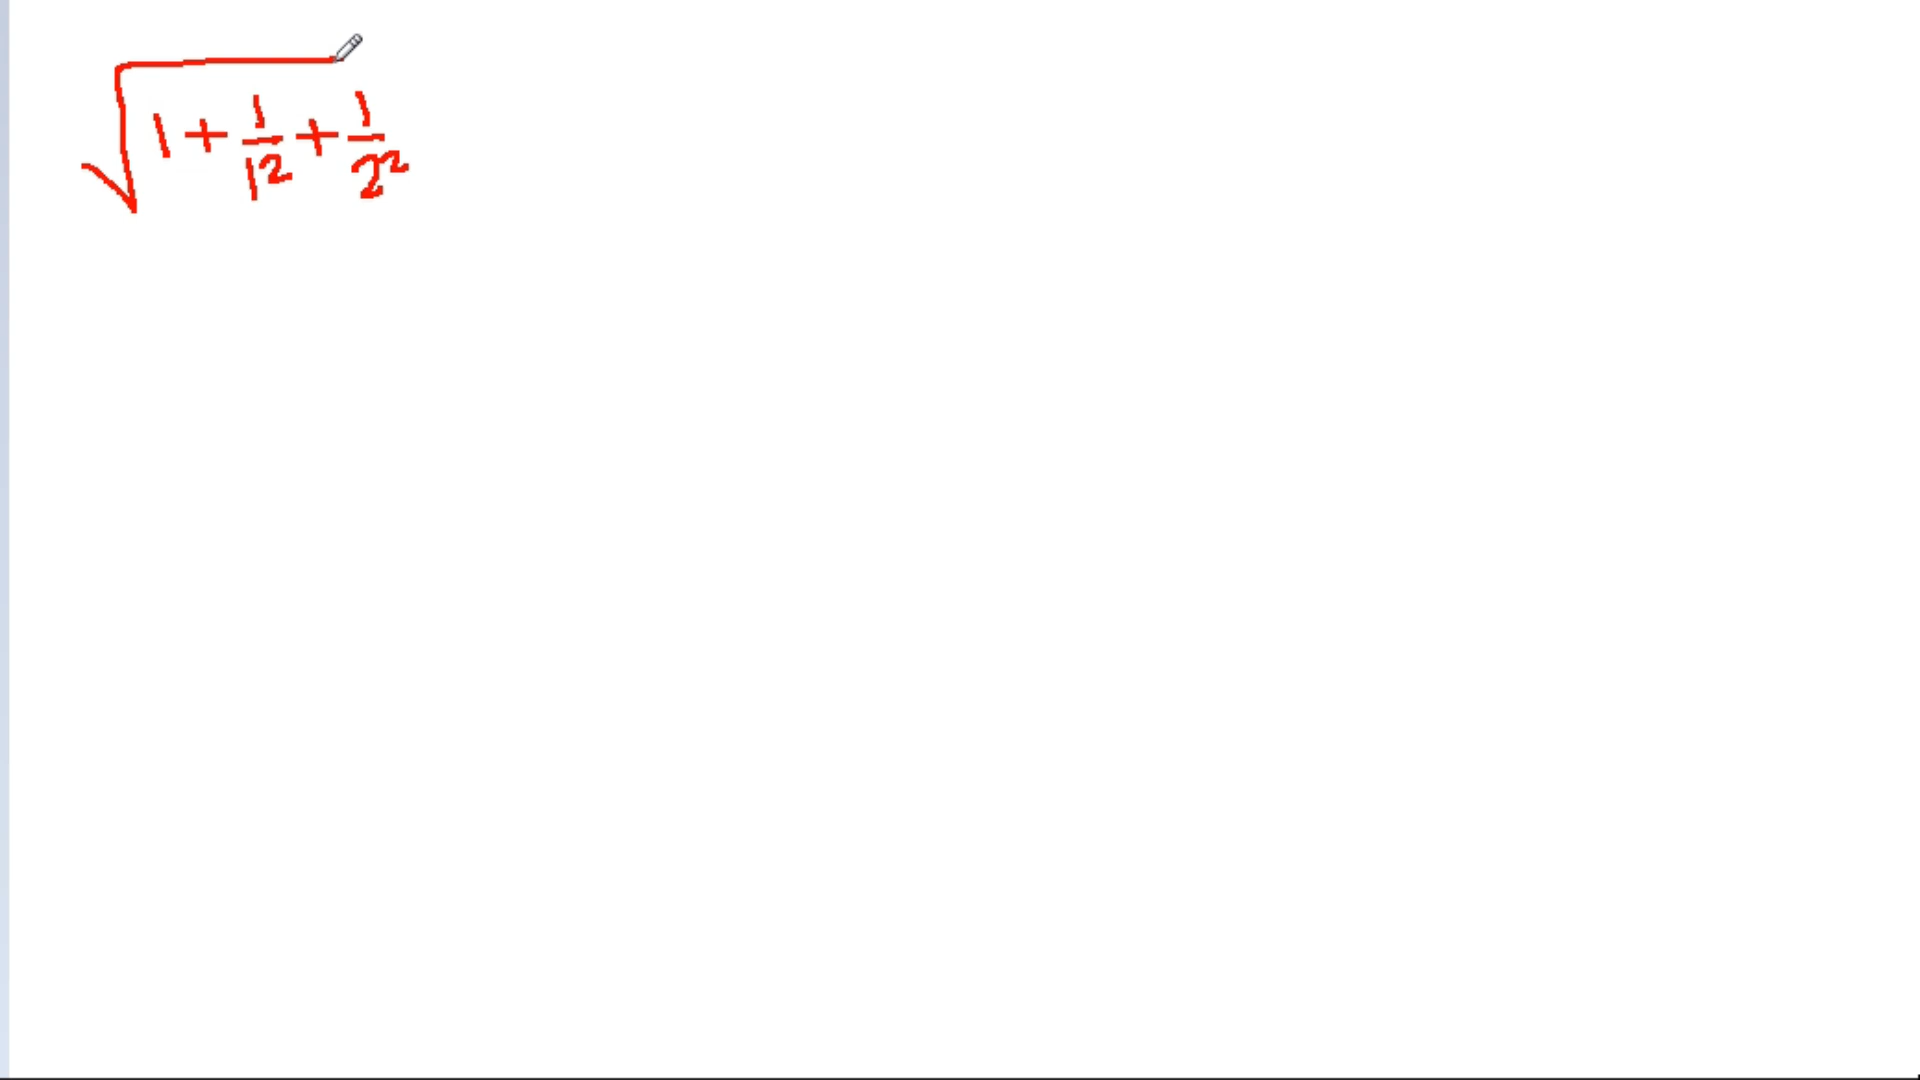 √(1 + 1/1² + 1/2²)